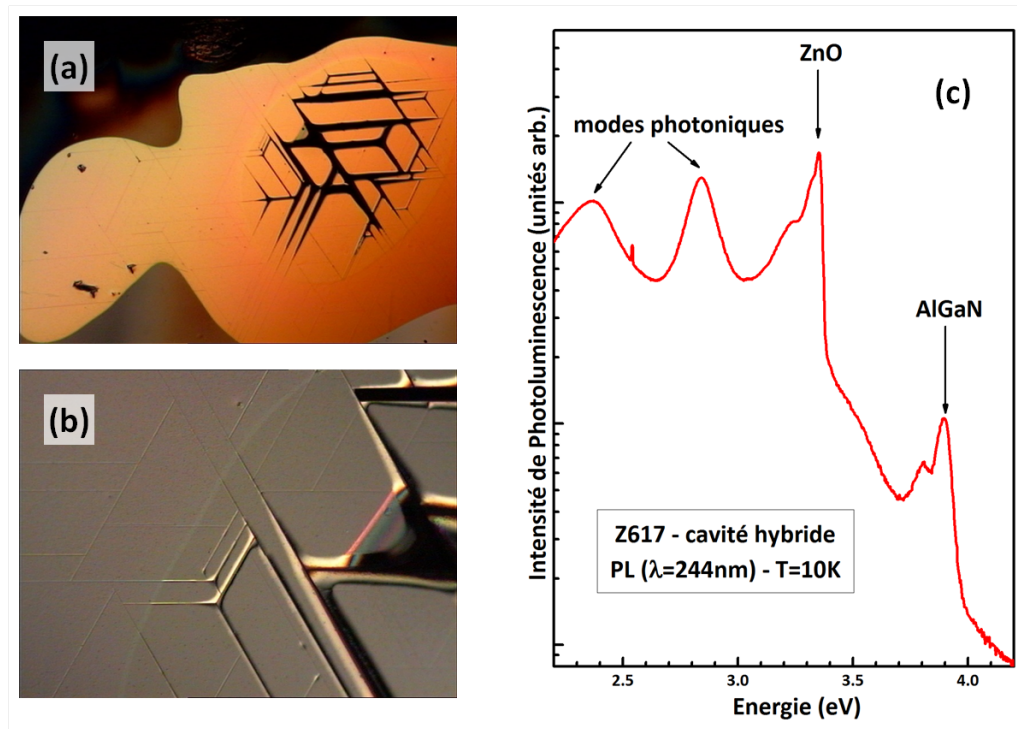 (a)
(b)
(c)
ZnO
modes photoniques
AlGaN
Z617 - cavité hybride
PL (λ=244nm) - T=10K
Intensité de Photoluminescence (unités arb.)
2.5 3.0 3.5 4.0
Energie (eV)